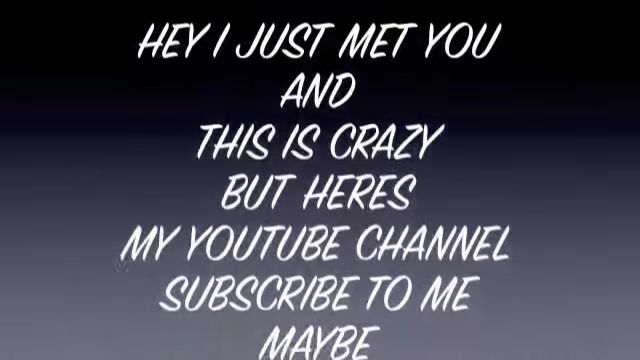 HEY I JUST MET YOU
AND
THIS IS CRAZY
BUT HERES
MY YOUTUBE CHANNEL
SUBSCRIBE TO ME
MAYBE